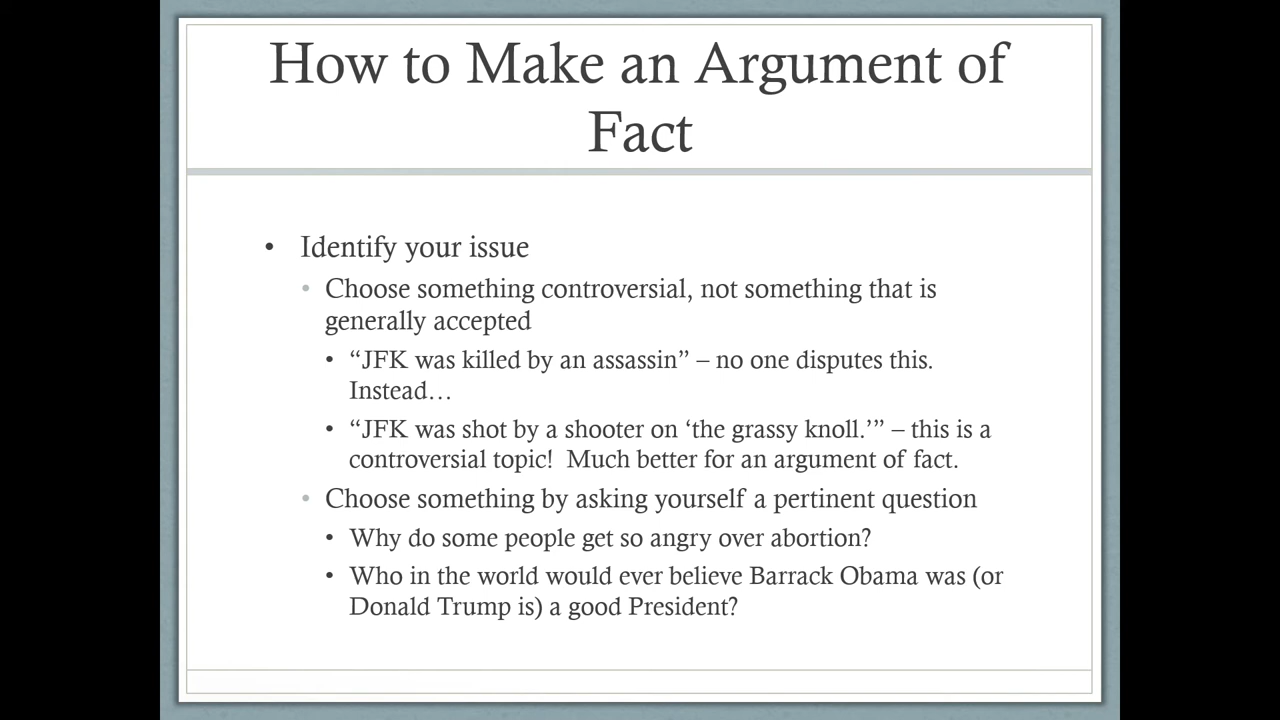 How to Make an Argument of
Fact
• Identify your issue
• Choose something controversial, not something that is
generally accepted
• “JFK was killed by an assassin” – no one disputes this.
Instead…
• “JFK was shot by a shooter on ‘the grassy knoll.’” – this is a
controversial topic!  Much better for an argument of fact.
• Choose something by asking yourself a pertinent question
• Why do some people get so angry over abortion?
• Who in the world would ever believe Barrack Obama was (or
Donald Trump is) a good President?